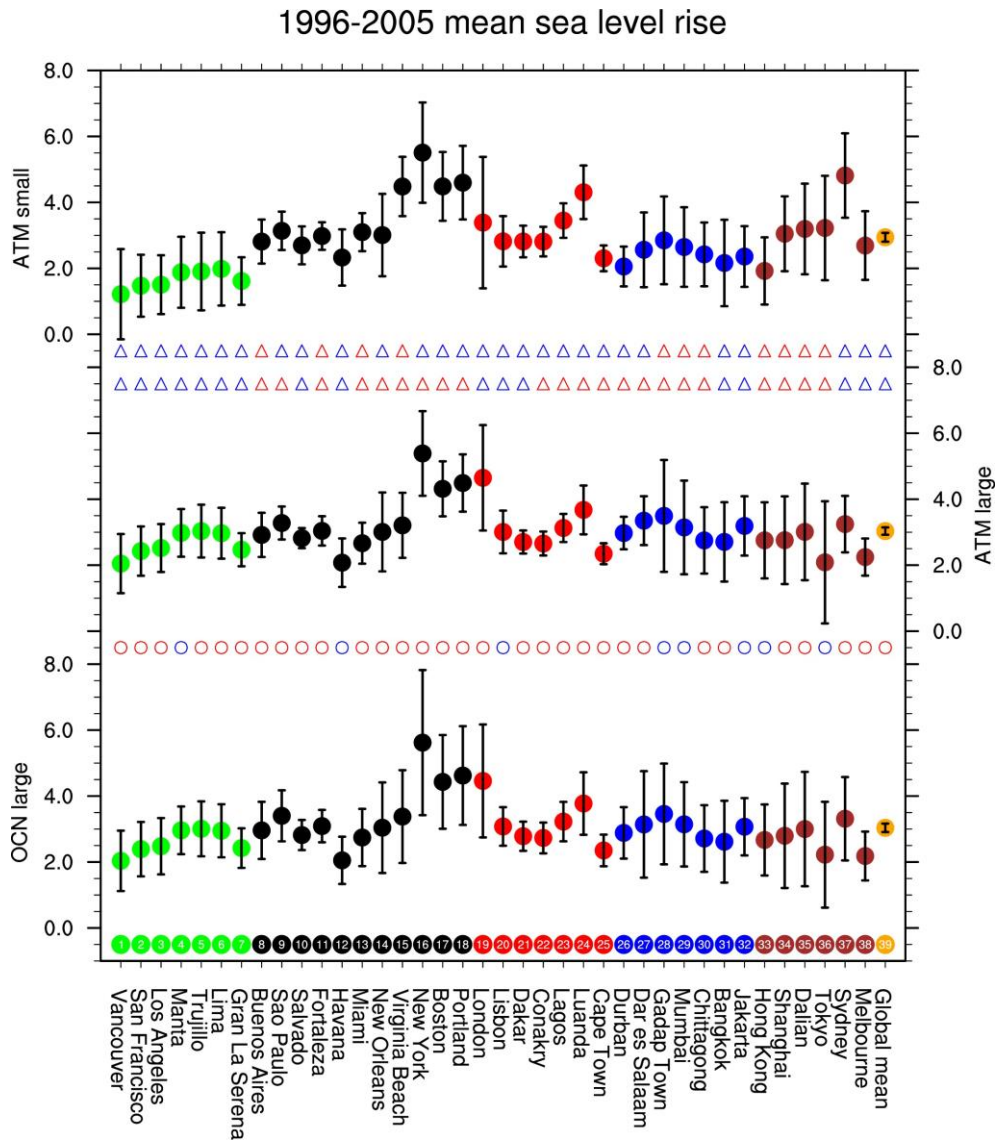 1996-2005 mean sea level rise
8.0
6.0
4.0
2.0
0.0
ATM small
8.0
6.0
4.0
2.0
0.0
ATM large
8.0
6.0
4.0
2.0
0.0
OCN large
1 2 3 4 5 6 7 8 9 10 11 12 13 14 15 16 17 18 19 20 21 22 23 24 25 26 27 28 29 30 31 32 33 34 35 36 37 38 39
Vancouver
San Francisco
Los Angeles
Manta
Trujillo
Lima
Gran La Serena
Buenos Aires
Sao Paulo
Salvado
Fortaleza
Havana
Miami
New Orleans
Virginia Beach
New York
Boston
Portland
London
Lisbon
Dakar
Conakry
Lagos
Luanda
Cape Town
Durban
Dar es Salaam
Gadap Town
Mumbai
Chittagong
Bangkok
Jakarta
Hong Kong
Shanghai
Dalian
Tokyo
Sydney
Melbourne
Global mean